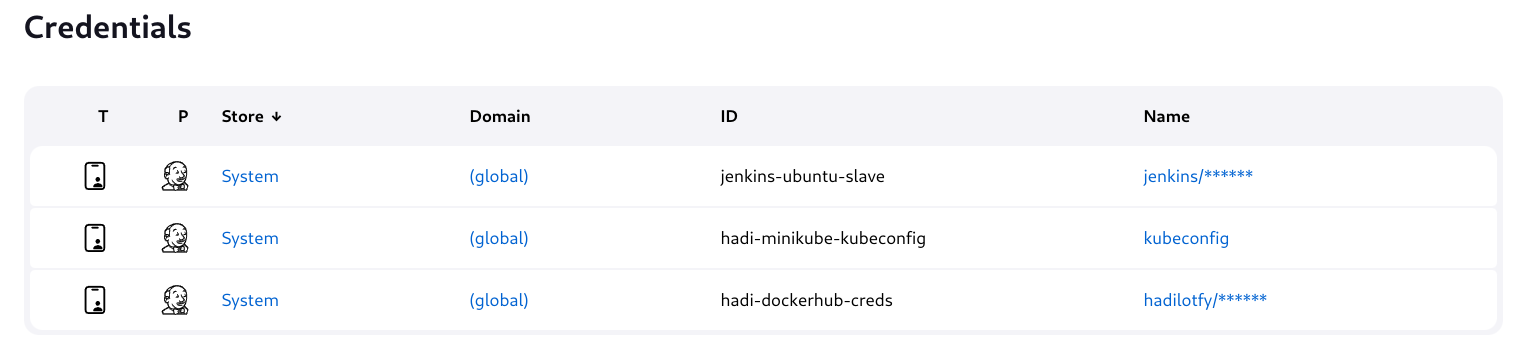 Credentials
T P Store ↓ Domain ID Name
System (global) jenkins-ubuntu-slave jenkins/******
System (global) hadi-minikube-kubeconfig kubeconfig
System (global) hadi-dockerhub-creds hadilotfy/******